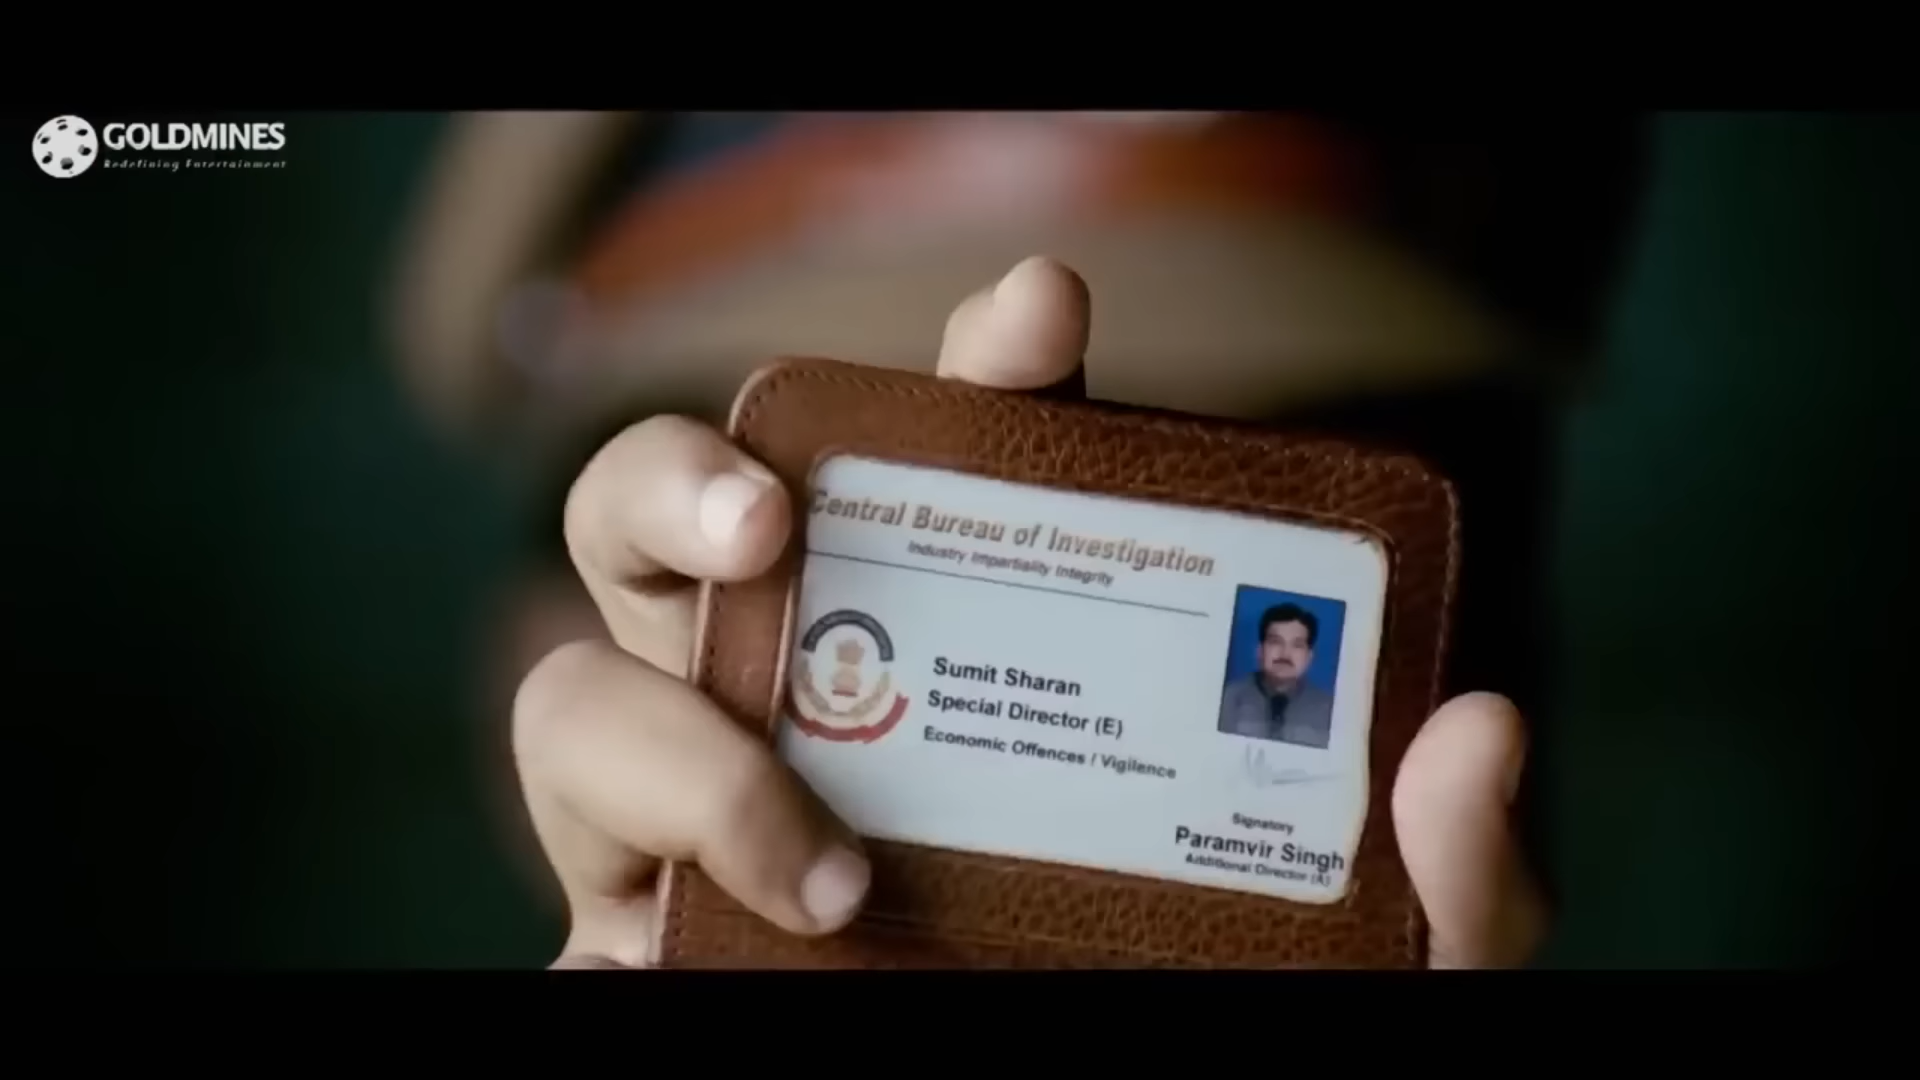 GOLDMINES
Redefining Entertainment
Central Bureau of Investigation
Industry Impartiality Integrity
Sumit Sharan
Special Director (E)
Economic Offences / Vigilence
Signatory
Paramvir Singh
Additional Director (A)